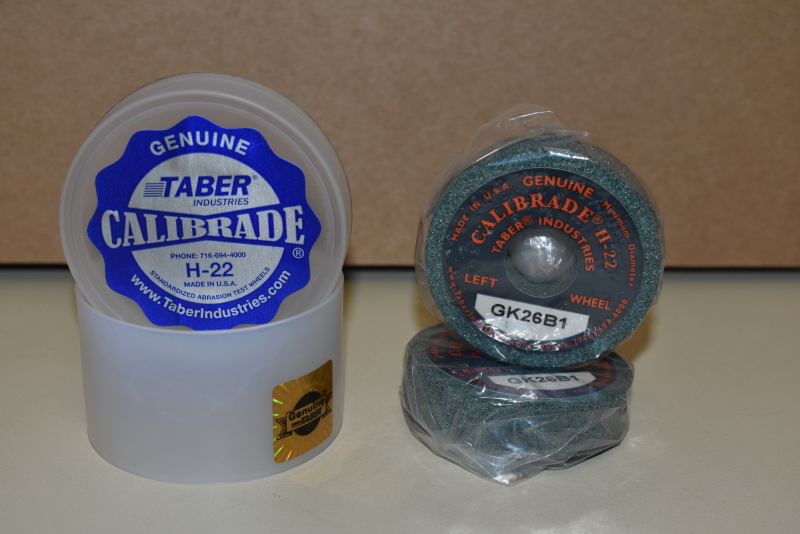 GENUINE
TABER®
INDUSTRIES
CALIBRADE®
PHONE: 716-694-4000
H-22
MADE IN U.S.A.
STANDARDIZED ABRASION TEST WHEELS
www.TaberIndustries.com
Genuine
MADE IN U.S.A. GENUINE Minimum Diameter
CALIBRADE® H-22
TABER® INDUSTRIES
LEFT WHEEL
GK26B1
GK26B1